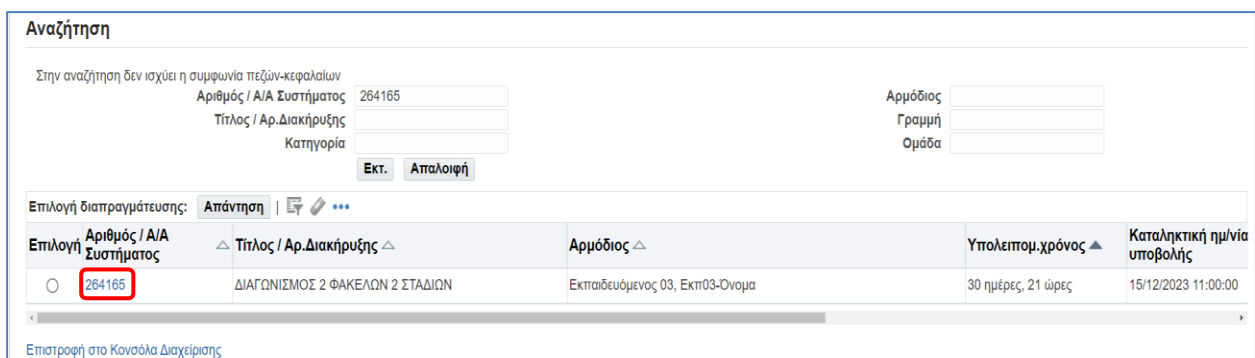 Αναζήτηση
Στην αναζήτηση δεν ισχύει η συμφωνία πεζών-κεφαλαίων
Αριθμός / Α/Α Συστήματος 264165 Αρμόδιος
Τίτλος / Αρ.Διακήρυξης Γραμμή
Κατηγορία Ομάδα
Εκτ. Απαλοιφή
Επιλογή διαπραγμάτευσης: Απάντηση | •••
Επιλογή Αριθμός / Α/Α Συστήματος Τίτλος / Αρ.Διακήρυξης Αρμόδιος Υπολειπομ.χρόνος Καταληκτική ημ/νία υποβολής
264165 ΔΙΑΓΩΝΙΣΜΟΣ 2 ΦΑΚΕΛΩΝ 2 ΣΤΑΔΙΩΝ Εκπαιδευόμενος 03, Εκπ03-Όνομα 30 ημέρες, 21 ώρες 15/12/2023 11:00:00
Επιστροφή στο Κονσόλα Διαχείρισης